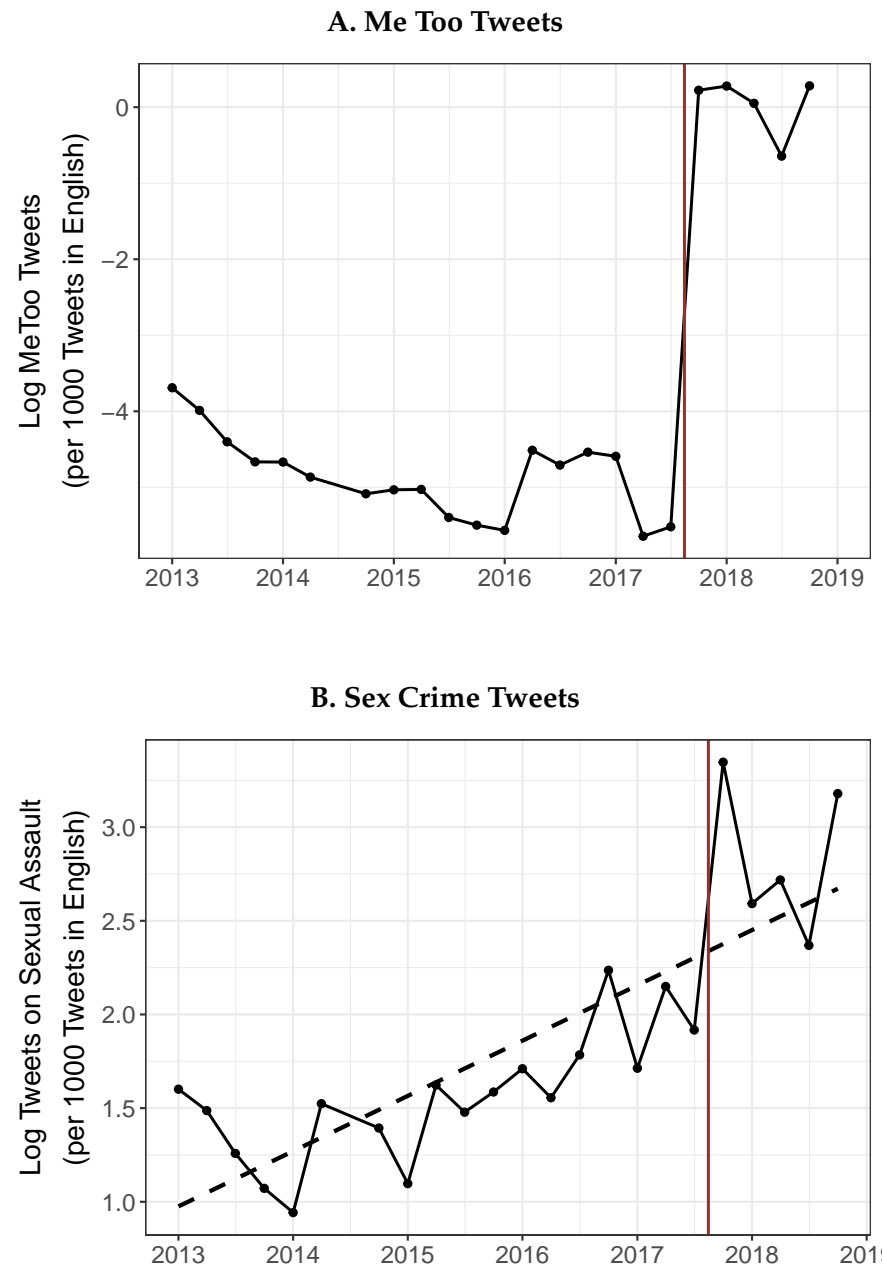 A. Me Too Tweets
Log MeToo Tweets
(per 1000 Tweets in English)
0
−2
−4
2013 2014 2015 2016 2017 2018 2019
B. Sex Crime Tweets
Log Tweets on Sexual Assault
(per 1000 Tweets in English)
3.0
2.5
2.0
1.5
1.0
2013 2014 2015 2016 2017 2018 201